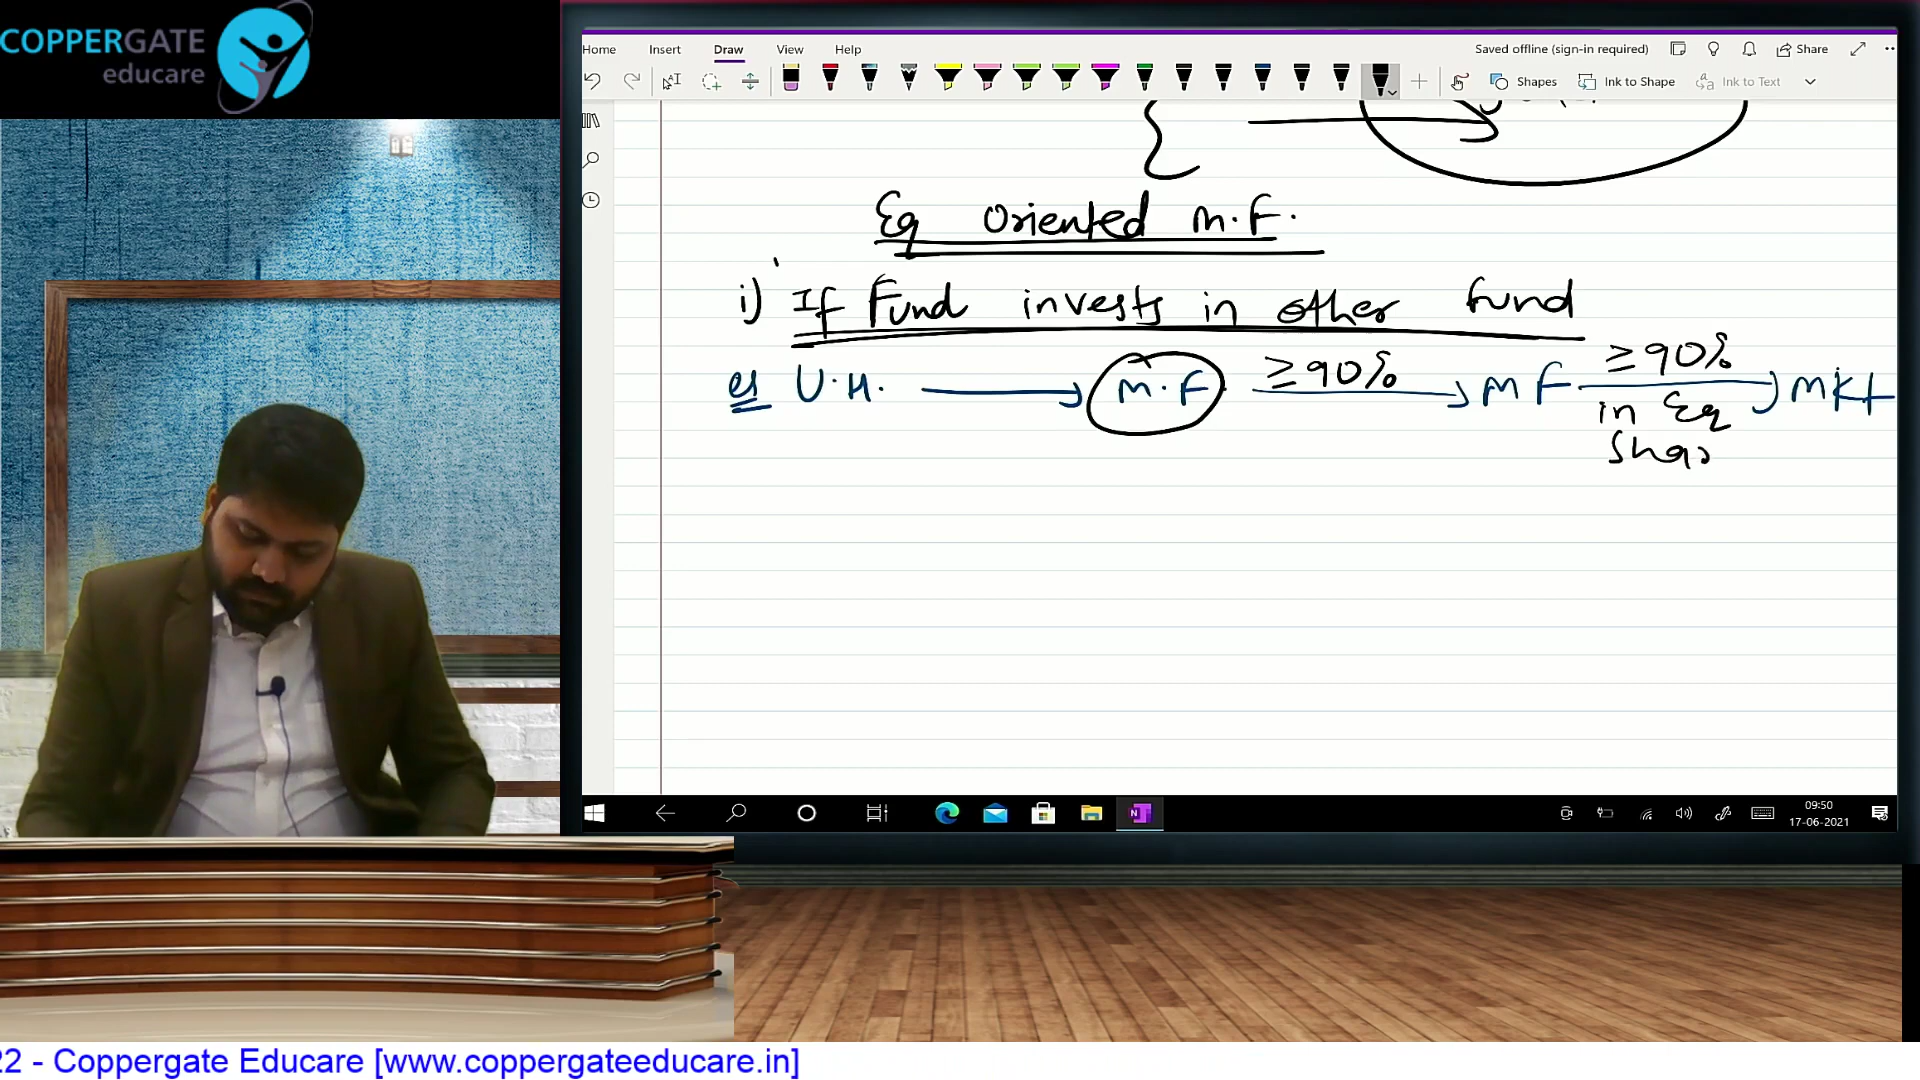 COPPERGATE
educare
Home Insert Draw View Help
Saved offline (sign-in required) Share
Shapes Ink to Shape Ink to Text
Eq Oriented M.F.
i) If Fund invests in other fund
eg U.H. M.F ≥90% MF ≥90% MKt
in Eq
Shar
09:50
17-06-2021
22 - Coppergate Educare [www.coppergateeducare.in]